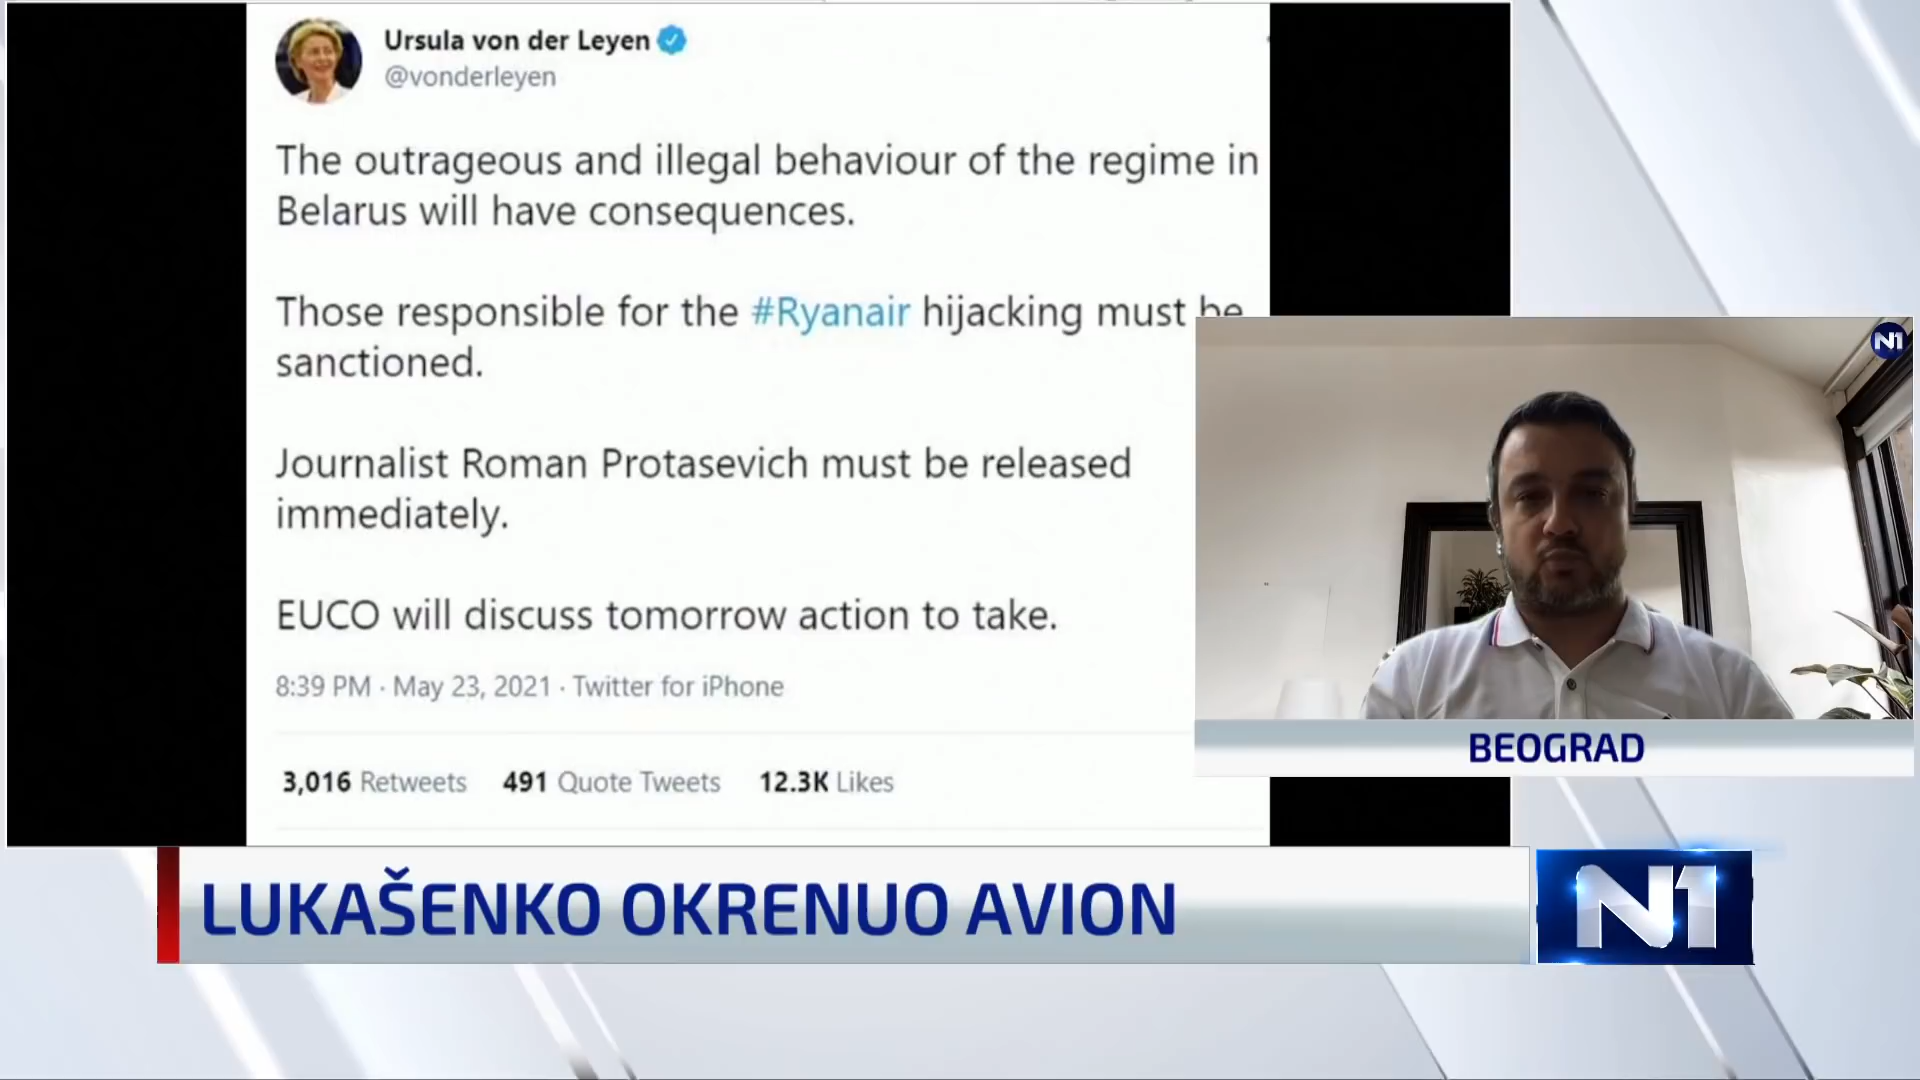 Ursula von der Leyen
@vonderleyen
The outrageous and illegal behaviour of the regime in
Belarus will have consequences.
Those responsible for the #Ryanair hijacking must be
sanctioned.
Journalist Roman Protasevich must be released
immediately.
EUCO will discuss tomorrow action to take.
8:39 PM · May 23, 2021 · Twitter for iPhone
3,016 Retweets 491 Quote Tweets 12.3K Likes
N1
BEOGRAD
LUKAŠENKO OKRENUO AVION
N1